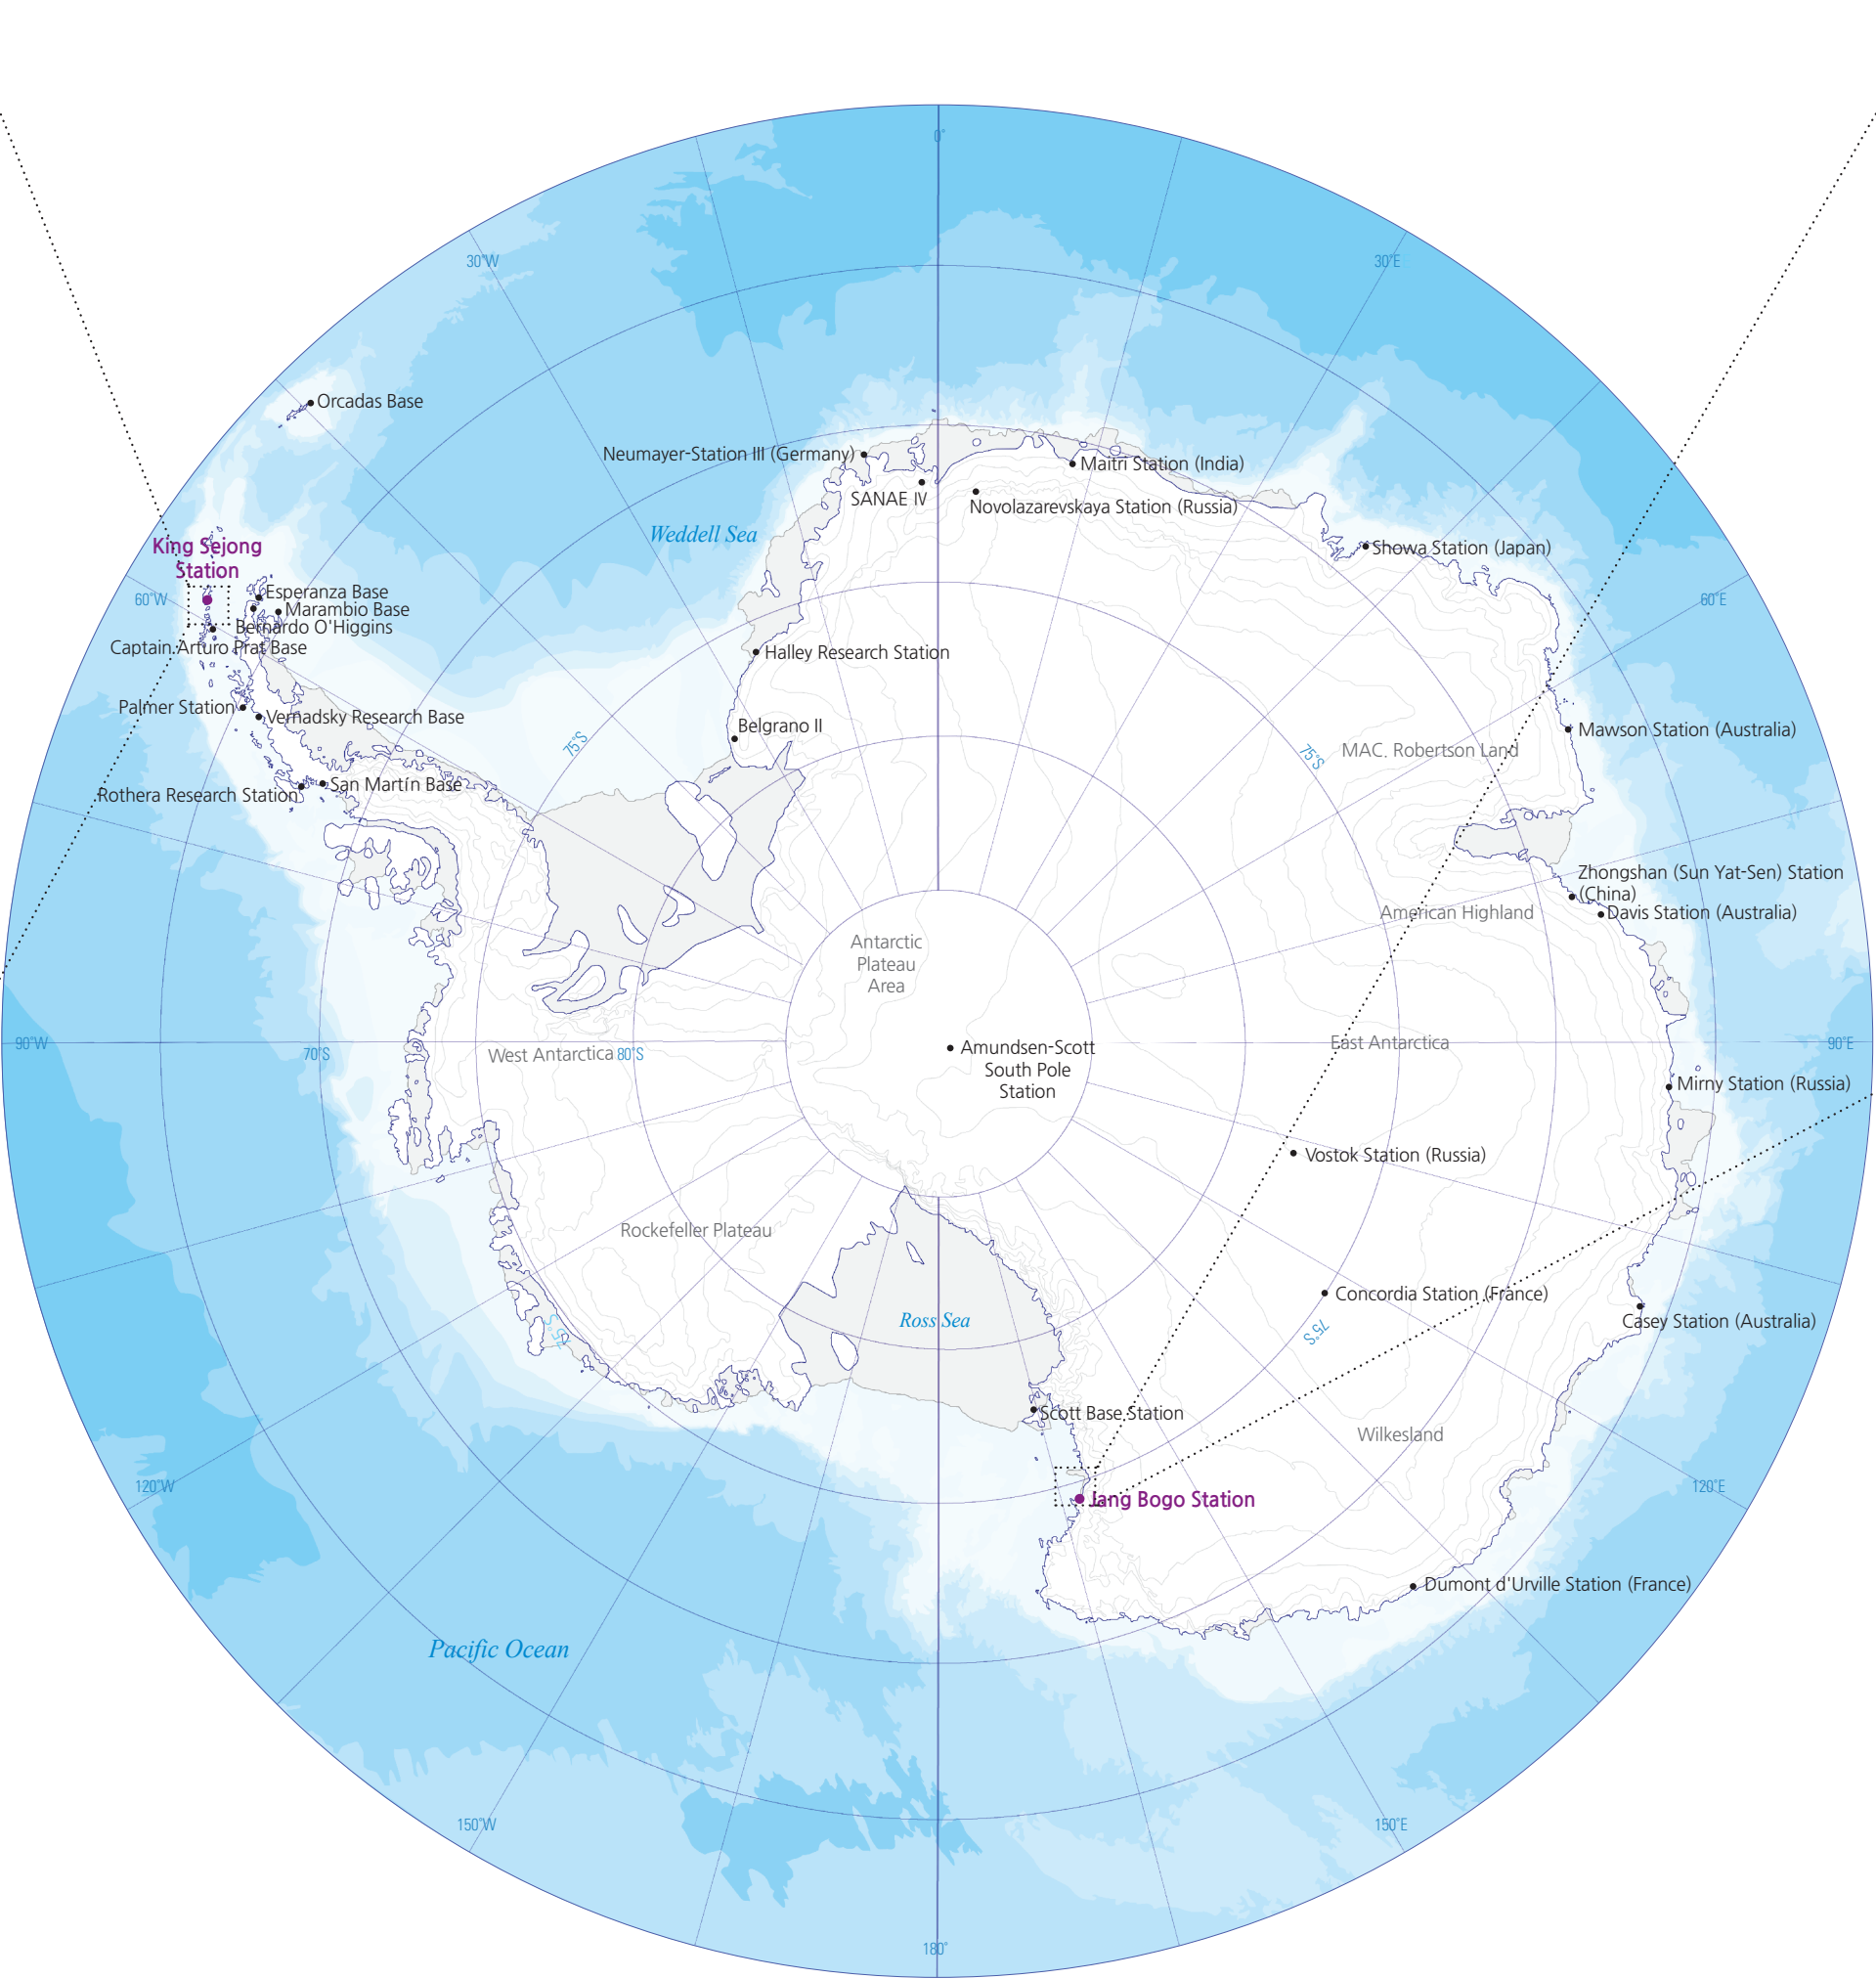 0°
30°W
30°E
Orcadas Base
Neumayer-Station III (Germany)
Maitri Station (India)
SANAE IV
Novolazarevskaya Station (Russia)
Weddell Sea
King Sejong
Station
Showa Station (Japan)
60°W
Esperanza Base
Marambio Base
Bernardo O'Higgins
Captain Arturo Prat Base
60°E
Halley Research Station
Palmer Station
Vernadsky Research Base
Belgrano II
75°S
75°S
MAC. Robertson Land
Mawson Station (Australia)
San Martín Base
Rothera Research Station
Zhongshan (Sun Yat-Sen) Station
(China)
American Highland
Davis Station (Australia)
Antarctic
Plateau
Area
90°W
70°S
West Antarctica
80°S
Amundsen-Scott
South Pole
Station
East Antarctica
90°E
Mirny Station (Russia)
Vostok Station (Russia)
Rockefeller Plateau
Concordia Station (France)
Ross Sea
75°S
75°S
Casey Station (Australia)
Scott Base Station
Wilkesland
120°W
Jang Bogo Station
120°E
Dumont d'Urville Station (France)
Pacific Ocean
150°W
150°E
180°